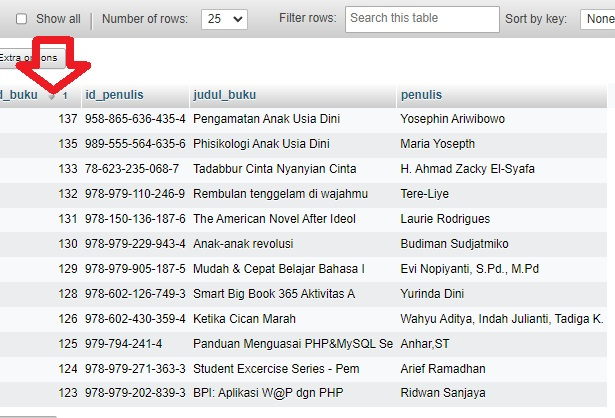 Show all Number of rows: 25 Filter rows: Search this table Sort by key: None
Extra options
d_buku 1 id_penulis judul_buku penulis
137 958-865-636-435-4 Pengamatan Anak Usia Dini Yosephin Ariwibowo
135 989-555-564-635-6 Phisikologi Anak Usia Dini Maria Yosepth
133 78-623-235-068-7 Tadabbur Cinta Nyanyian Cinta H. Ahmad Zacky El-Syafa
132 978-979-110-246-9 Rembulan tenggelam di wajahmu Tere-Liye
131 978-150-136-187-6 The American Novel After Ideol Laurie Rodrigues
130 978-979-229-943-4 Anak-anak revolusi Budiman Sudjatmiko
129 978-979-905-187-5 Mudah & Cepat Belajar Bahasa I Evi Nopiyanti, S.Pd., M.Pd
128 978-602-126-749-3 Smart Big Book 365 Aktivitas A Yurinda Dini
126 978-602-430-359-4 Ketika Cican Marah Wahyu Aditya, Indah Julianti, Tadiga K.
125 979-794-241-4 Panduan Menguasai PHP&MySQL Se Anhar,ST
124 978-979-271-363-3 Student Excercise Series - Pem Arief Ramadhan
123 978-979-202-839-3 BPI: Aplikasi W@P dgn PHP Ridwan Sanjaya